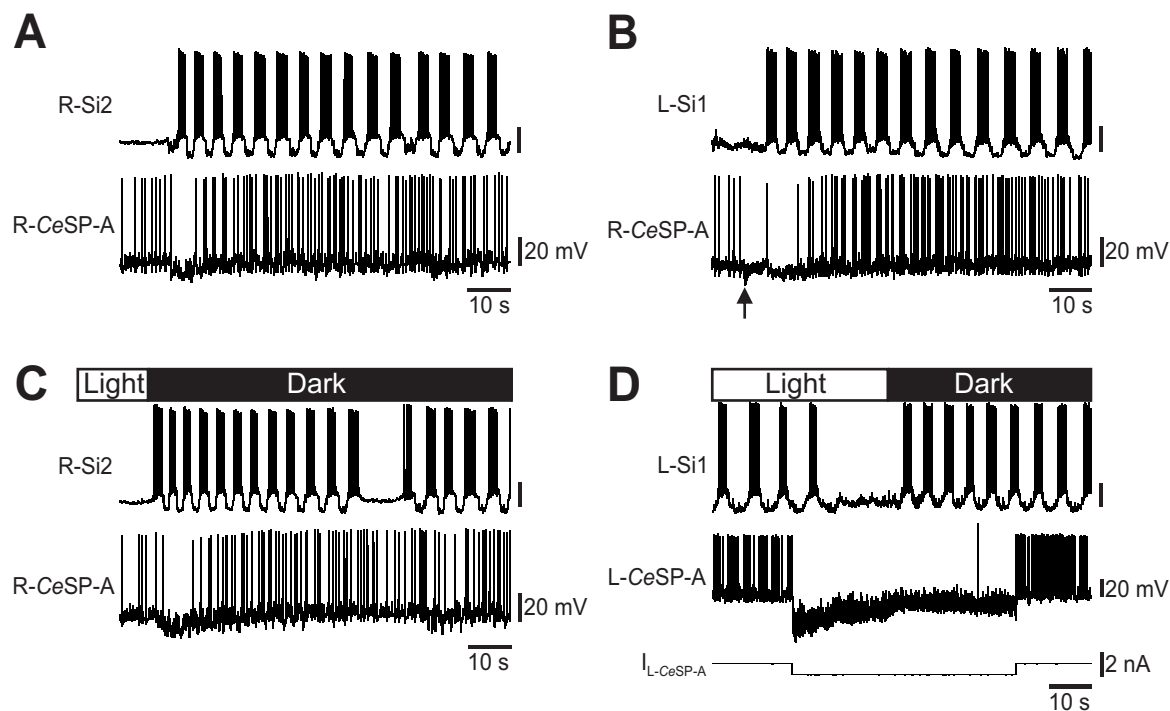 A
R-Si2
R-CeSP-A
20 mV
10 s
B
L-Si1
R-CeSP-A
20 mV
10 s
C
Light Dark
R-Si2
R-CeSP-A
20 mV
10 s
D
Light Dark
L-Si1
L-CeSP-A
20 mV
I L-CeSP-A
2 nA
10 s